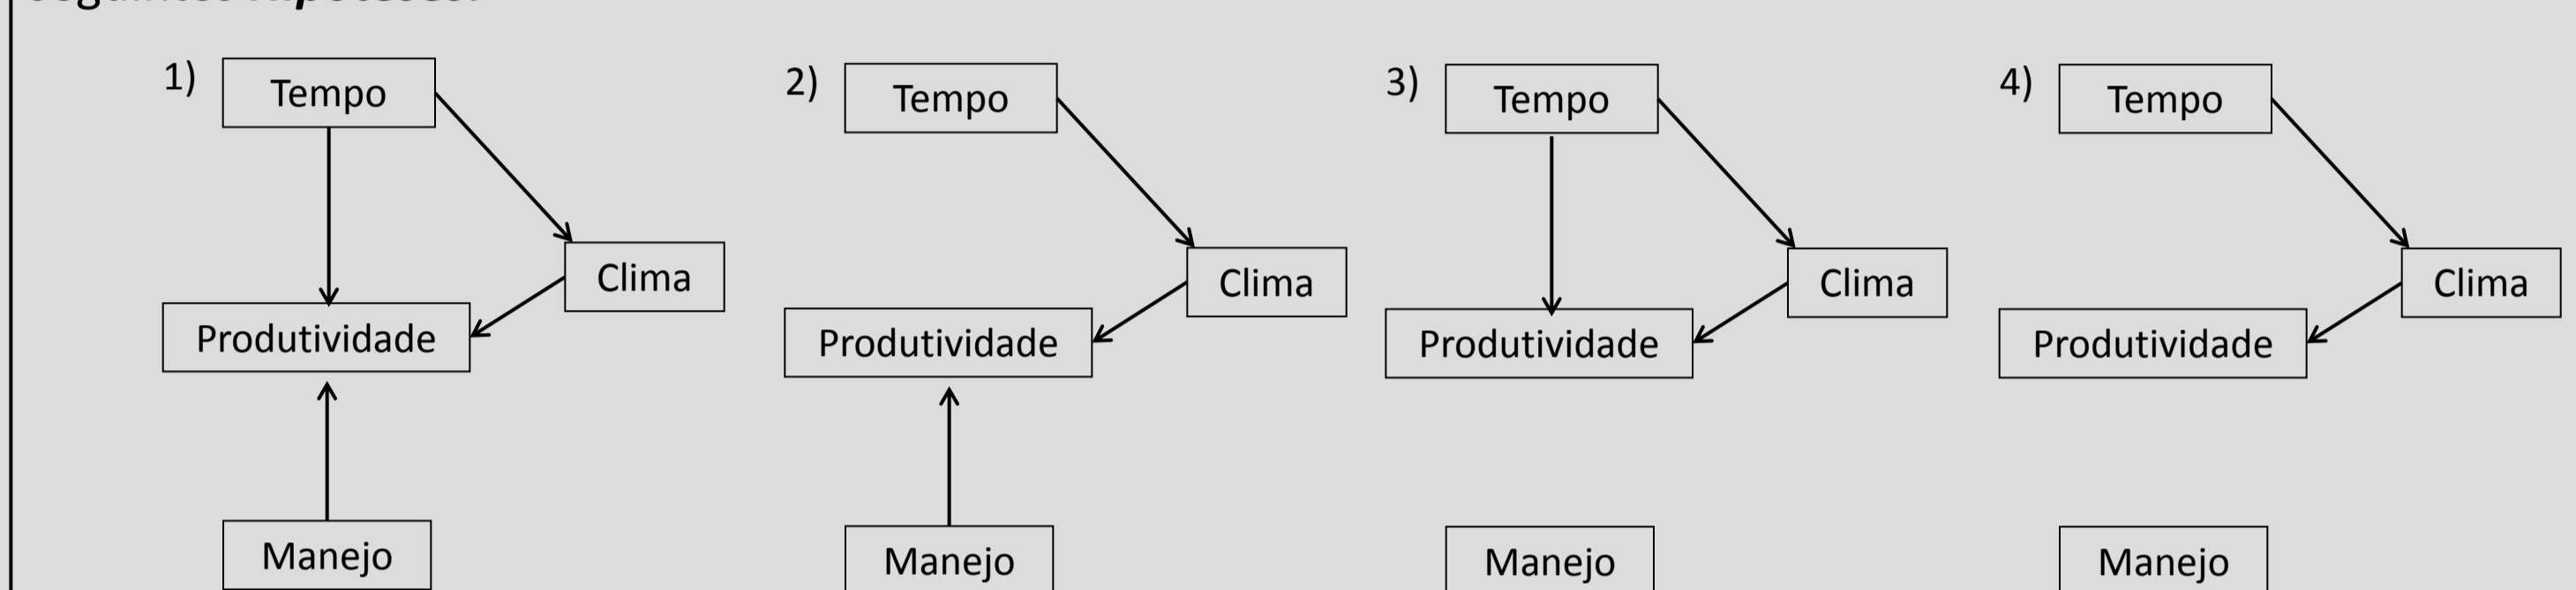 1) Tempo 2) Tempo 3) Tempo 4) Tempo
Clima Clima Clima Clima
Produtividade Produtividade Produtividade Produtividade
Manejo Manejo Manejo Manejo